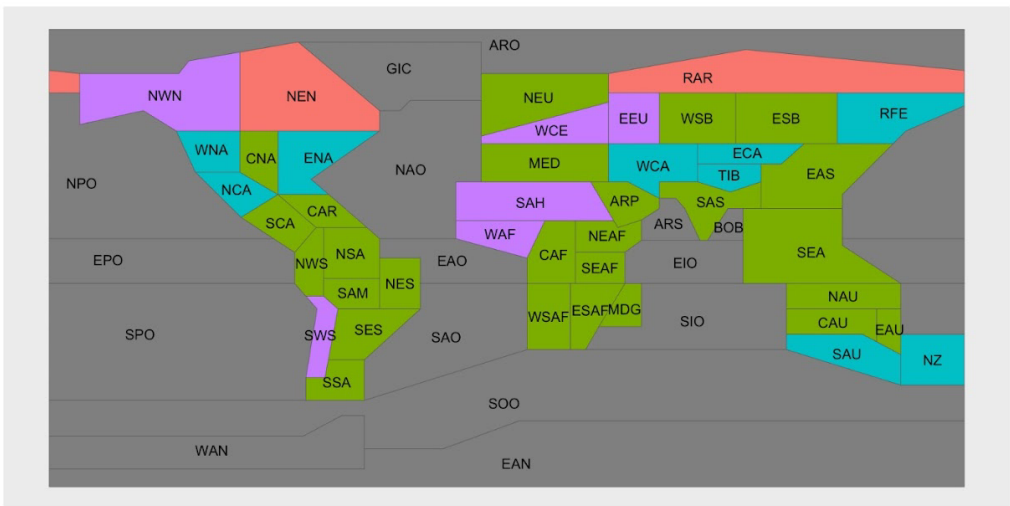 ARO
GIC
RAR
NWN NEN NEU
WCE EEU WSB ESB RFE
WNA CNA ENA MED WCA ECA
NPO NCA NAO TIB EAS
SAH ARP SAS
SCA CAR WAF NEAF ARS BOB
EPO NWS NSA EAO CAF SEAF EIO SEA
SAM NES
WSAF ESAF MDG NAU
SPO SWS SES SAO SIO CAU EAU
SAU NZ
SSA
SOO
WAN
EAN